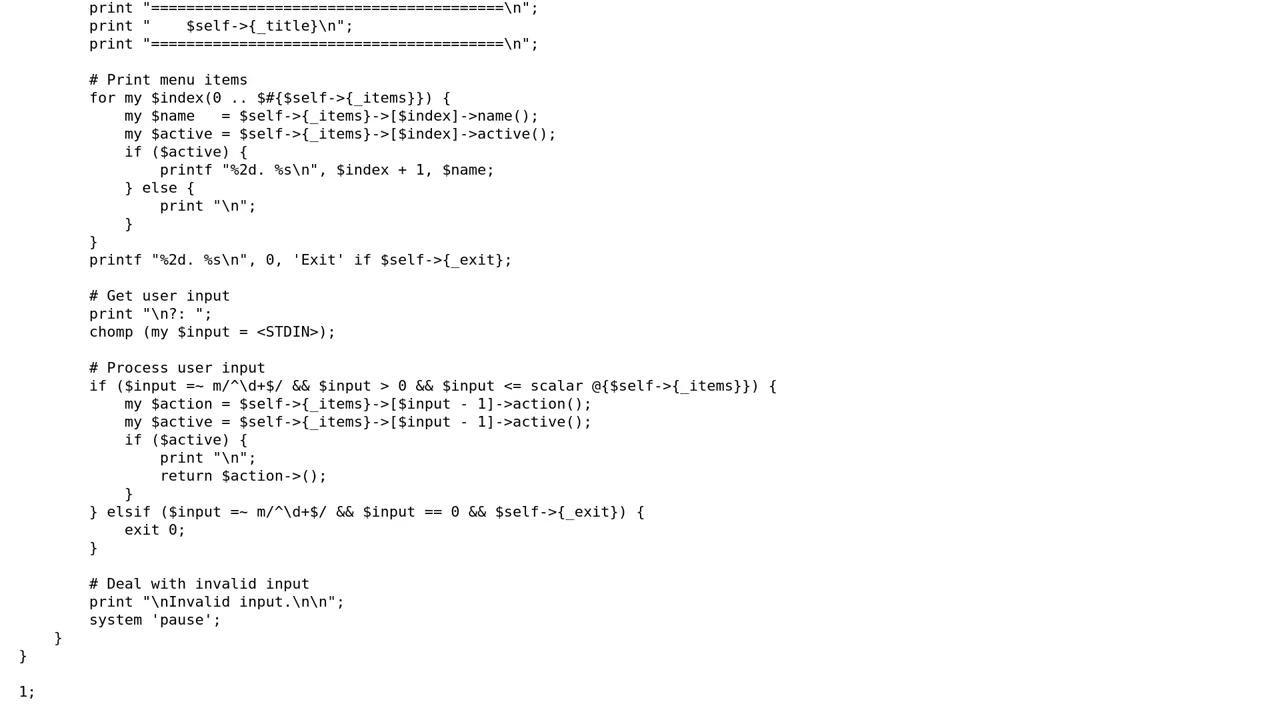 print "========================================\n";
        print "    $self->{_title}\n";
        print "========================================\n";

        # Print menu items
        for my $index(0 .. $#{$self->{_items}}) {
            my $name   = $self->{_items}->[$index]->name();
            my $active = $self->{_items}->[$index]->active();
            if ($active) {
                printf "%2d. %s\n", $index + 1, $name;
            } else {
                print "\n";
            }
        }
        printf "%2d. %s\n", 0, 'Exit' if $self->{_exit};

        # Get user input
        print "\n?: ";
        chomp (my $input = <STDIN>);

        # Process user input
        if ($input =~ m/^\d+$/ && $input > 0 && $input <= scalar @{$self->{_items}}) {
            my $action = $self->{_items}->[$input - 1]->action();
            my $active = $self->{_items}->[$input - 1]->active();
            if ($active) {
                print "\n";
                return $action->();
            }
        } elsif ($input =~ m/^\d+$/ && $input == 0 && $self->{_exit}) {
            exit 0;
        }

        # Deal with invalid input
        print "\nInvalid input.\n\n";
        system 'pause';
    }
}

1;